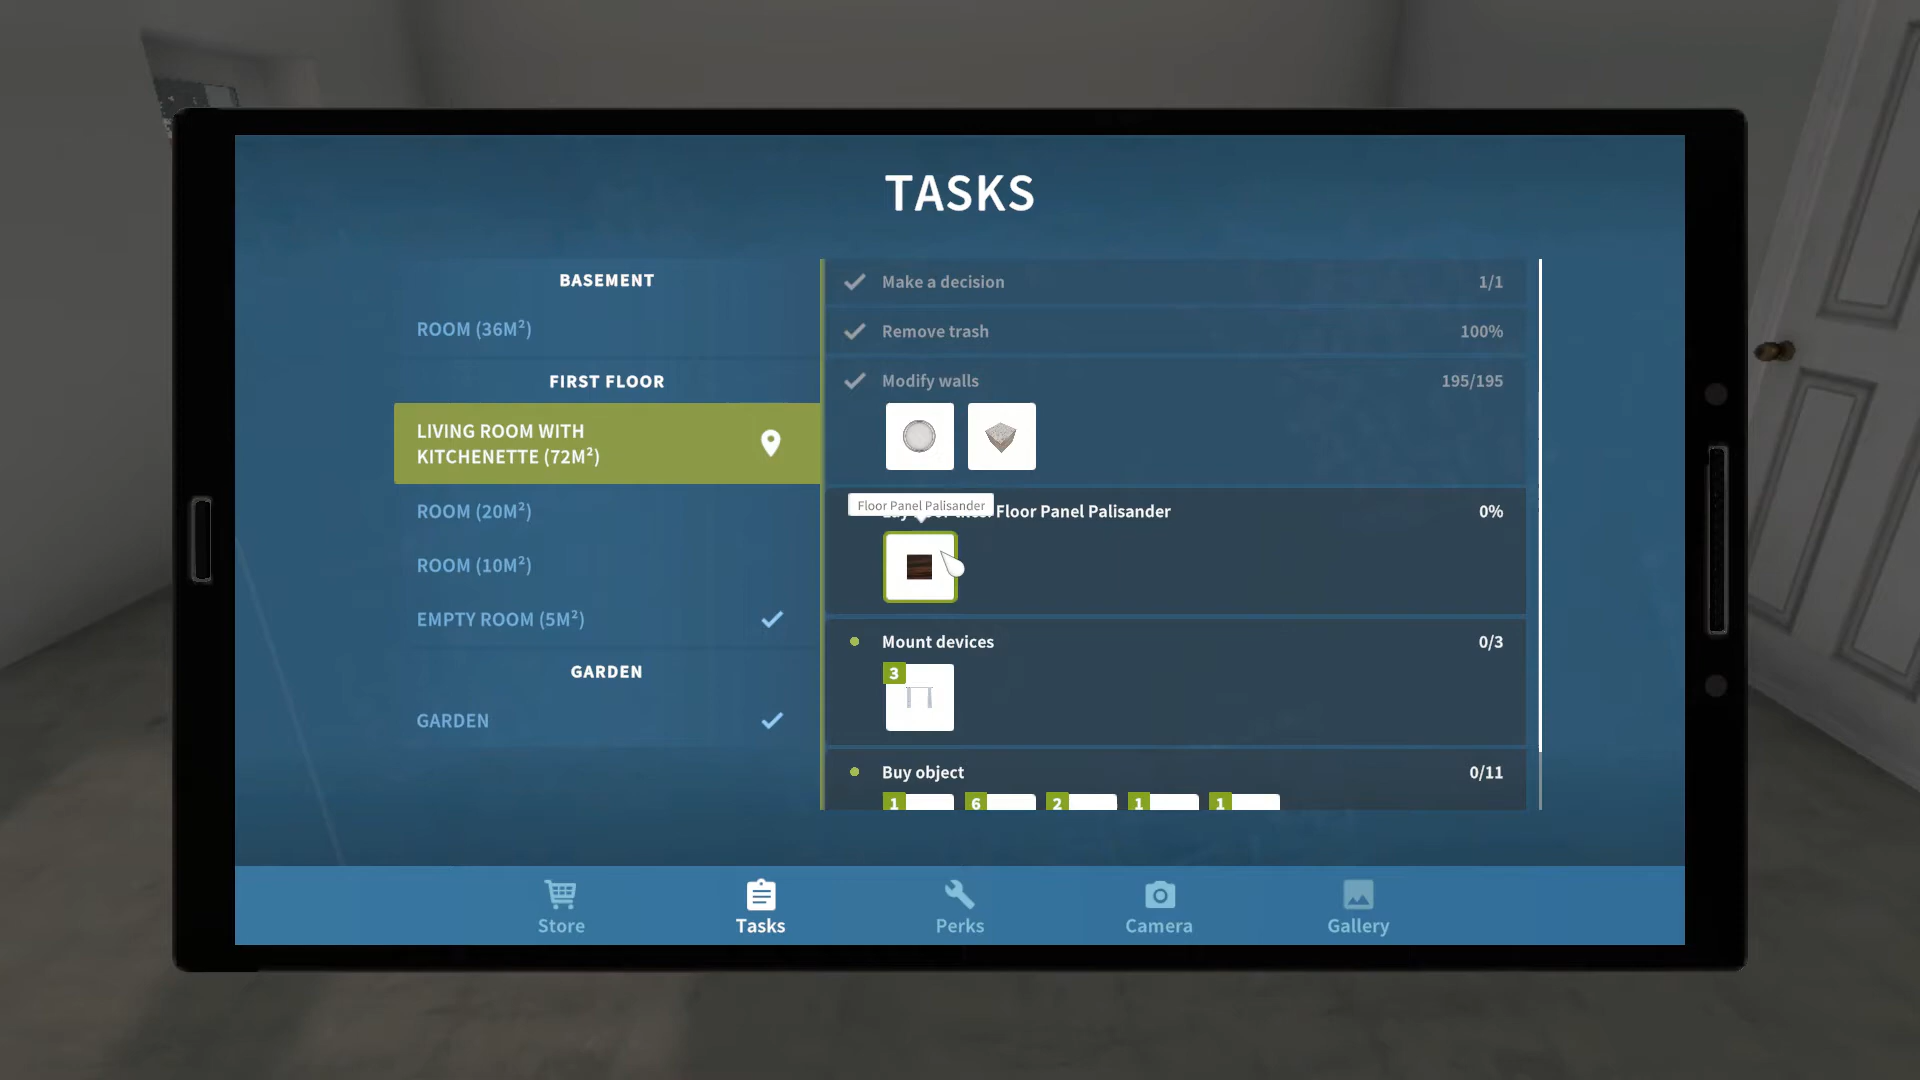 TASKS
BASEMENT
ROOM (36M²)
FIRST FLOOR
LIVING ROOM WITH
KITCHENETTE (72M²)
ROOM (20M²)
ROOM (10M²)
EMPTY ROOM (5M²)
GARDEN
GARDEN
Make a decision 1/1
Remove trash 100%
Modify walls 195/195
Floor Panel Palisander
Floor Panel Palisander 0%
Mount devices 0/3
3
Buy object 0/11
1 6 2 1 1
Store Tasks Perks Camera Gallery